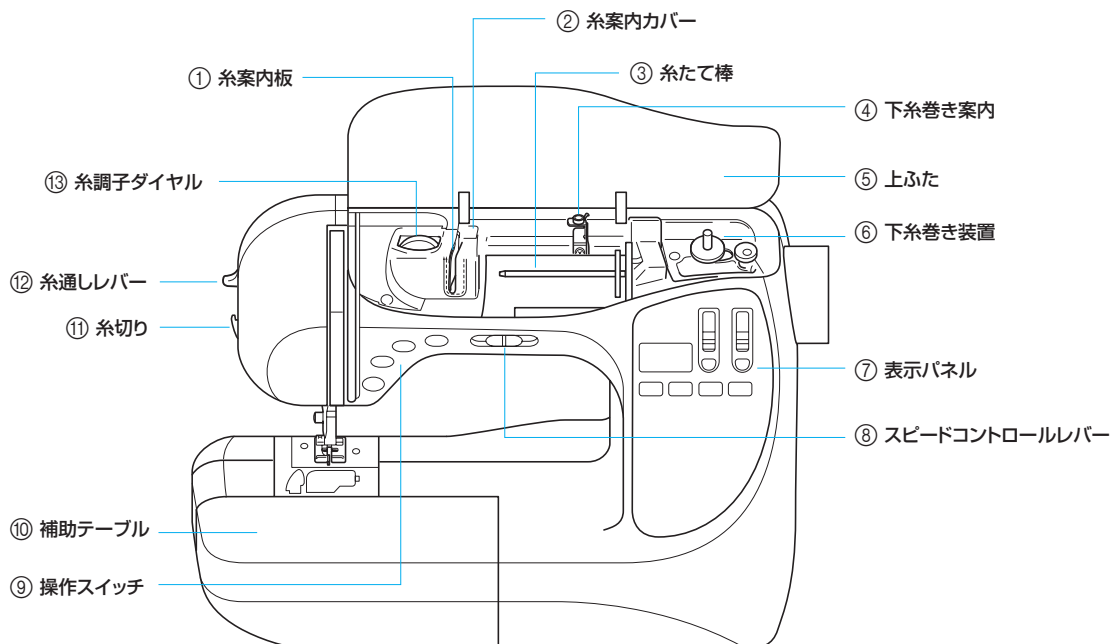 ② 糸案内カバー
① 糸案内板
③ 糸たて棒
④ 下糸巻き案内
⑬ 糸調子ダイヤル
⑤ 上ふた
⑥ 下糸巻き装置
⑫ 糸通しレバー
⑪ 糸切り
⑦ 表示パネル
⑧ スピードコントロールレバー
⑩ 補助テーブル
⑨ 操作スイッチ